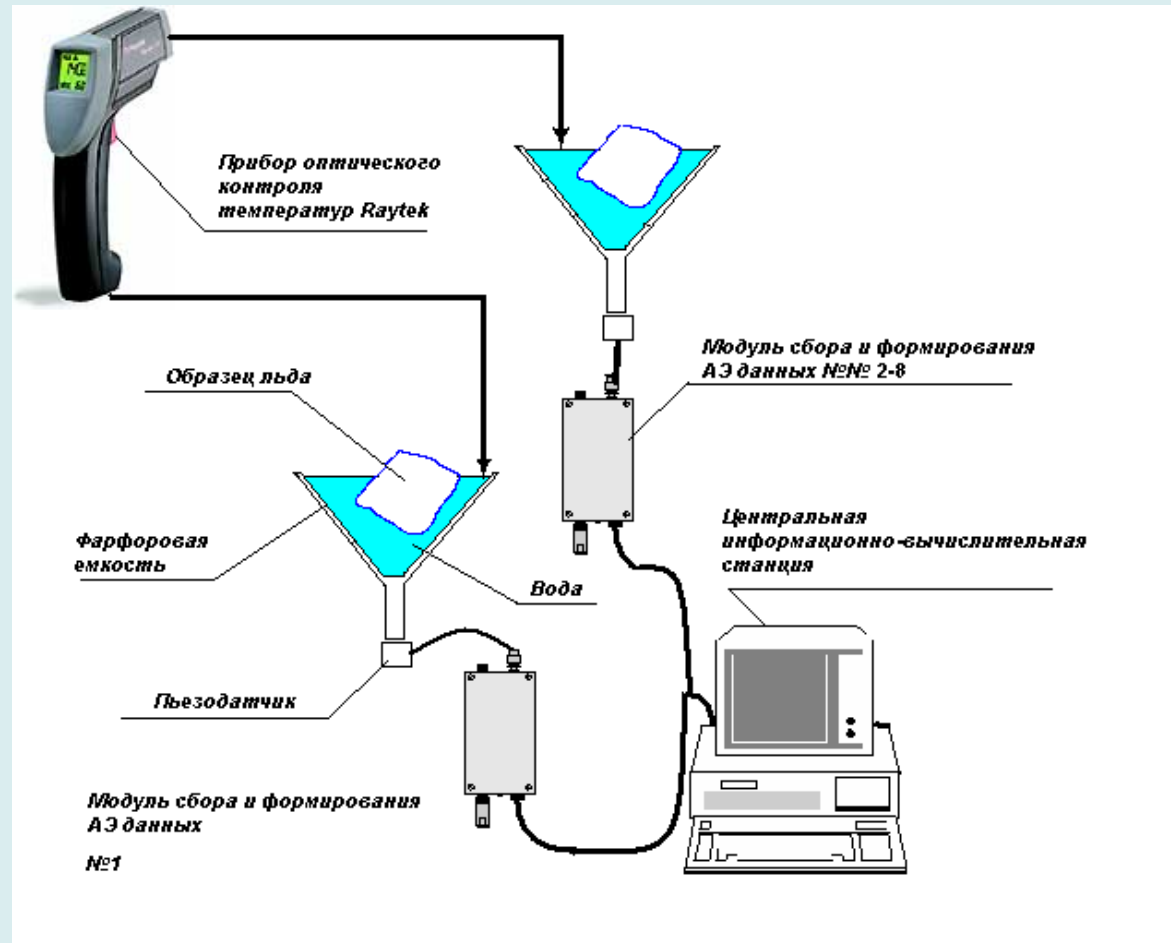 Прибор оптического
контроля
температур Raytek
Модуль сбора и формирования
АЭ данных №№ 2-8
Образец льда
Фарфоровая
емкость
Вода
Центральная
информационно-вычислительная
станция
Пьезодатчик
Модуль сбора и формирования
АЭ данных
№1